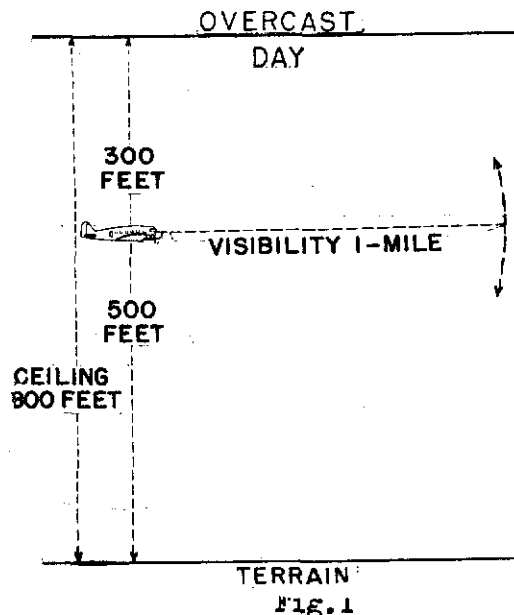 OVERCAST
DAY
300
FEET
VISIBILITY 1-MILE
500
FEET
CEILING
800 FEET
TERRAIN
Fig.1